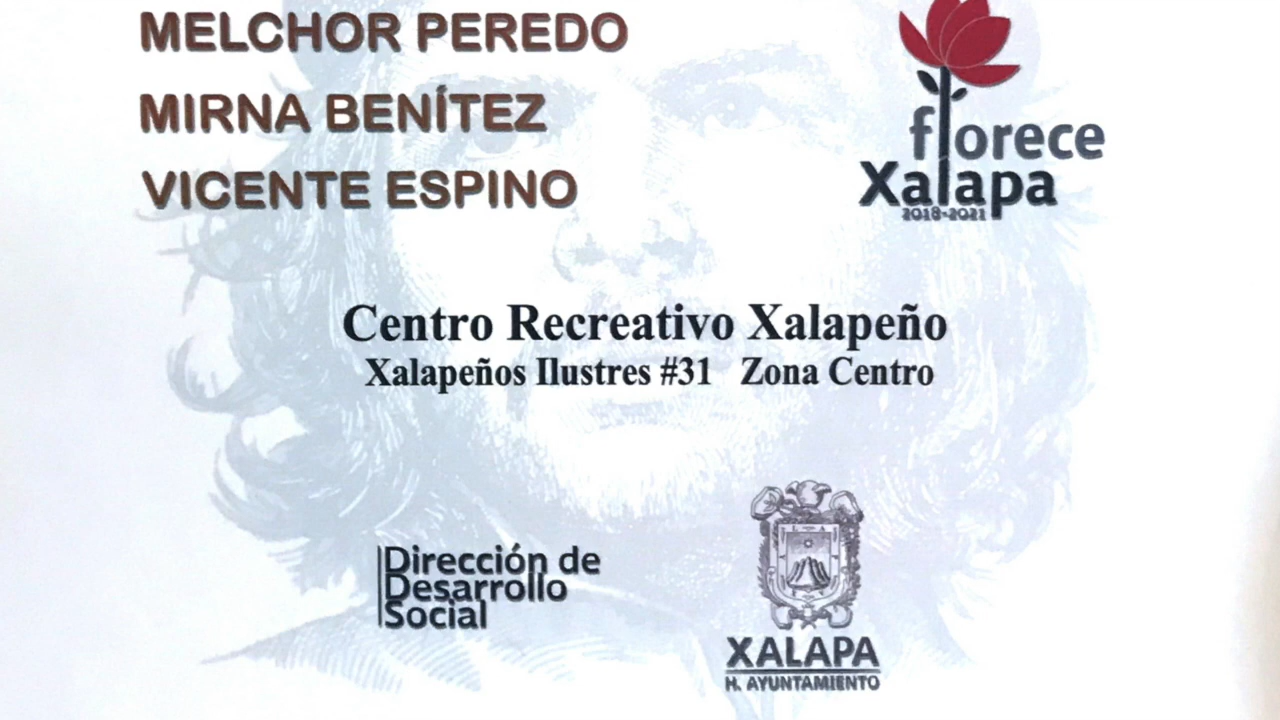 MELCHOR PEREDO
MIRNA BENÍTEZ
VICENTE ESPINO
florece
Xalapa
2018-2021
Centro Recreativo Xalapeño
Xalapeños Ilustres #31 Zona Centro
Dirección de
Desarrollo
Social
XALAPA
H. AYUNTAMIENTO